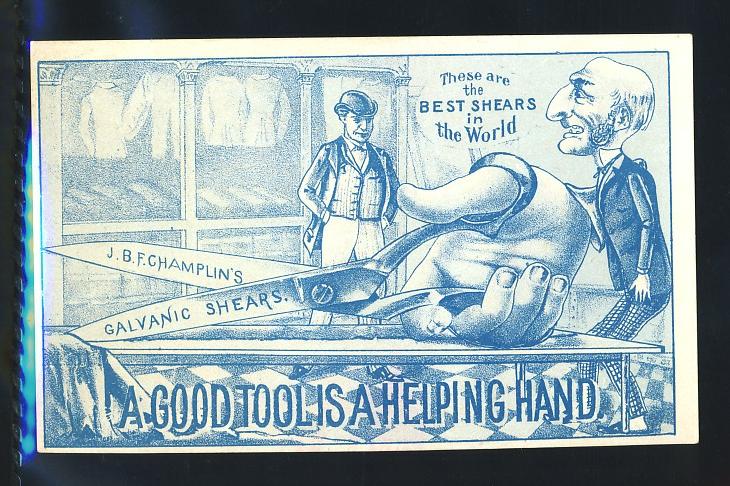 These are
the
BEST SHEARS
in
the World
J.B.F. CHAMPLIN'S
GALVANIC SHEARS.
A GOOD TOOL IS A HELPING HAND.